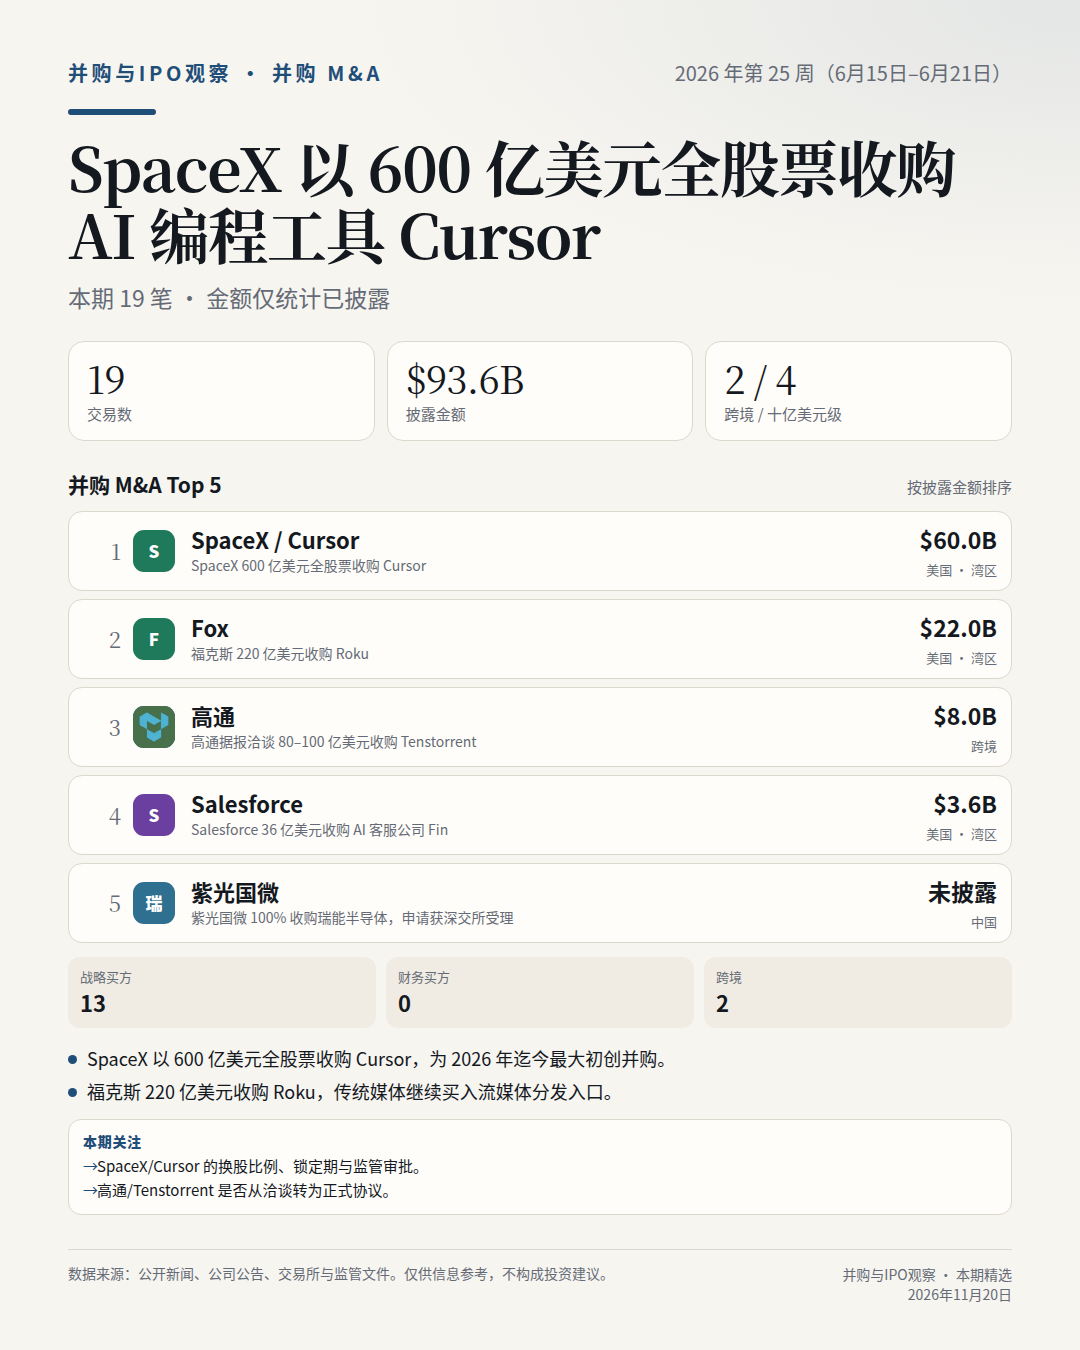 并购与IPO观察 · 并购 M&A
2026 年第 25 周（6月15日–6月21日）
SpaceX 以 600 亿美元全股票收购
AI 编程工具 Cursor
本期 19 笔 · 金额仅统计已披露
19
交易数
$93.6B
披露金额
2 / 4
跨境 / 十亿美元级
并购 M&A Top 5
按披露金额排序
1
S
SpaceX / Cursor
SpaceX 600 亿美元全股票收购 Cursor
$60.0B
美国 · 湾区
2
F
Fox
福克斯 220 亿美元收购 Roku
$22.0B
美国 · 湾区
3
高通
高通据报洽谈 80–100 亿美元收购 Tenstorrent
$8.0B
跨境
4
S
Salesforce
Salesforce 36 亿美元收购 AI 客服公司 Fin
$3.6B
美国 · 湾区
5
瑞
紫光国微
紫光国微 100% 收购瑞能半导体，申请获深交所受理
未披露
中国
战略买方
13
财务买方
0
跨境
2
SpaceX 以 600 亿美元全股票收购 Cursor，为 2026 年迄今最大初创并购。
福克斯 220 亿美元收购 Roku，传统媒体继续买入流媒体分发入口。
本期关注
→SpaceX/Cursor 的换股比例、锁定期与监管审批。
→高通/Tenstorrent 是否从洽谈转为正式协议。
数据来源：公开新闻、公司公告、交易所与监管文件。仅供信息参考，不构成投资建议。
并购与IPO观察 · 本期精选
2026年11月20日